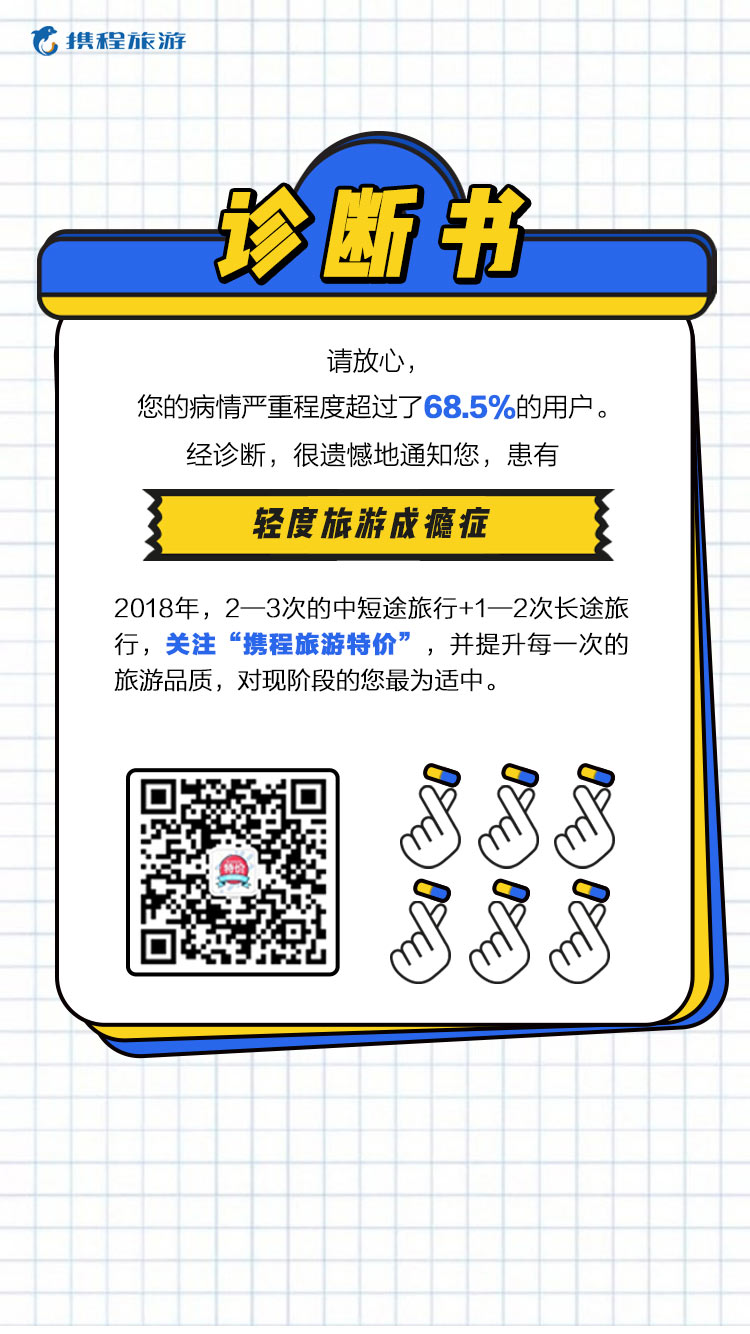 携程旅游
诊断书
请放心，
您的病情严重程度超过了68.5%的用户。
经诊断，很遗憾地通知您，患有
轻度旅游成瘾症
2018年，2—3次的中短途旅行+1—2次长途旅
行，关注“携程旅游特价”，并提升每一次的
旅游品质，对现阶段的您最为适中。
特价